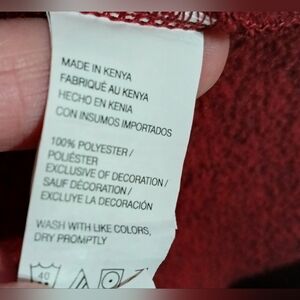 MADE IN KENYA
FABRIQUÉ AU KENYA
HECHO EN KENIA
CON INSUMOS IMPORTADOS
100% POLYESTER /
POLIÉSTER
EXCLUSIVE OF DECORATION /
SAUF DÉCORATION /
EXCLUYE LA DECORACIÓN
WASH WITH LIKE COLORS,
DRY PROMPTLY
40